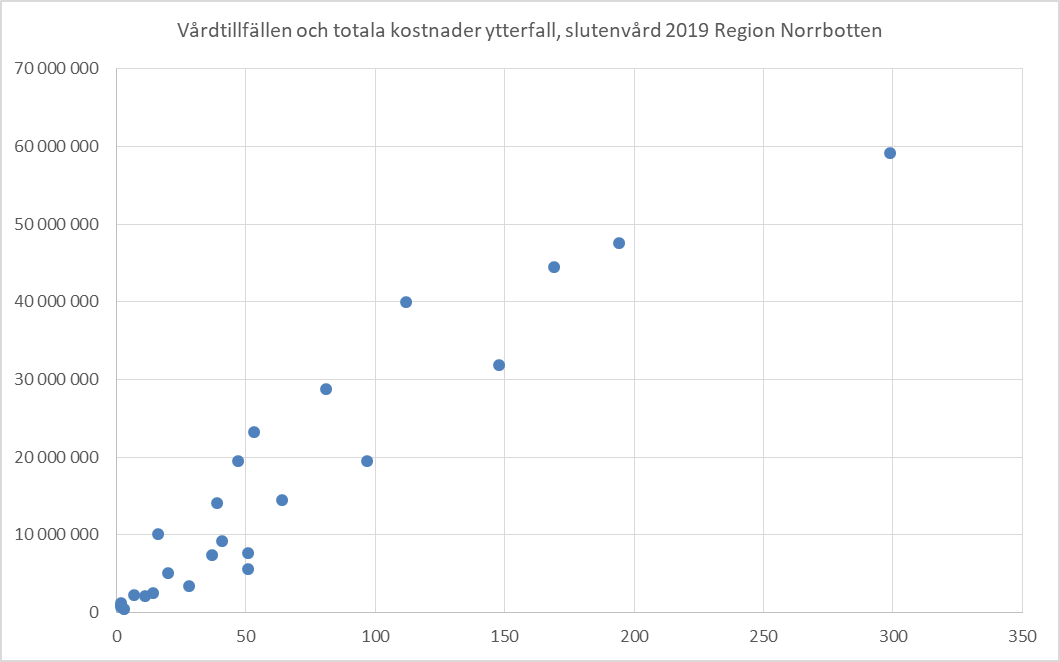 Vårdtillfällen och totala kostnader ytterfall, slutenvård 2019 Region Norrbotten
70 000 000
60 000 000
50 000 000
40 000 000
30 000 000
20 000 000
10 000 000
0
0 50 100 150 200 250 300 350